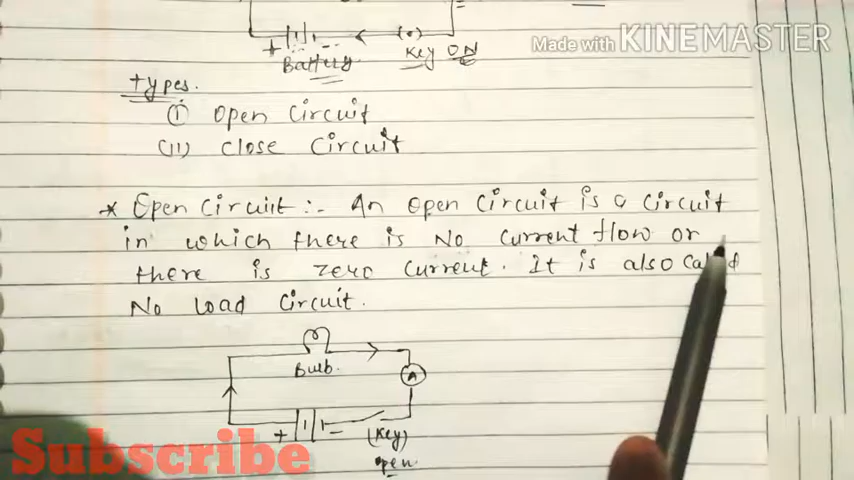 + Battery Key ON
Made with KINEMASTER
Types.
(i) Open Circuit
(ii) Close Circuit
* Open Circuit :- An Open Circuit is a Circuit
in which there is No Current flow or
there is zero Current. It is also called
No Load Circuit.
Bulb.
A
+ - (Key)
open.
Subscribe